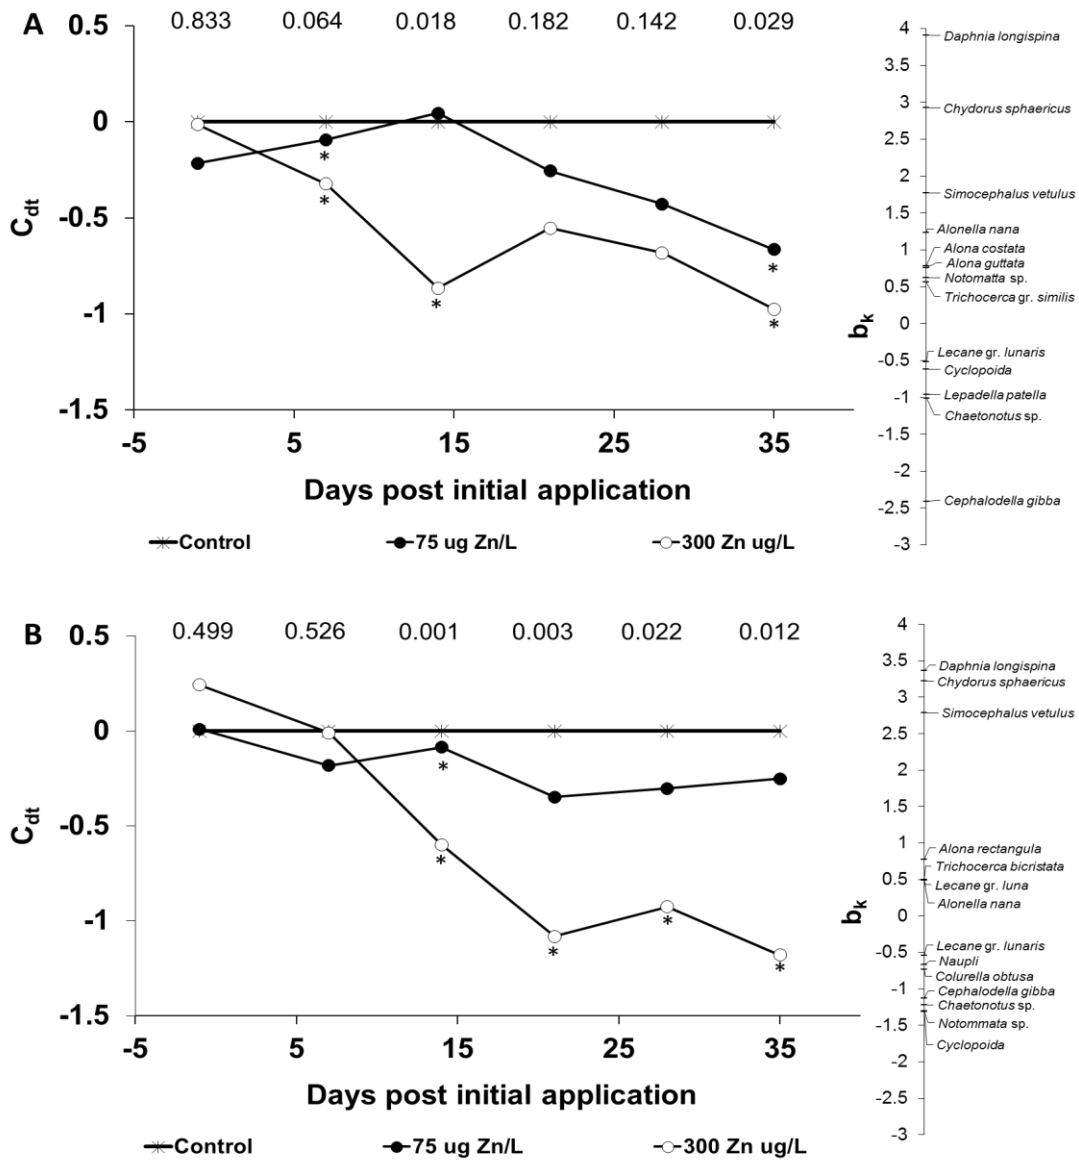 A
0.833 0.064 0.018 0.182 0.142 0.029
0.5
0
-0.5
-1
-1.5
C_dt
* * * * *
-5 5 15 25 35
Days post initial application
Control 75 ug Zn/L 300 Zn ug/L
b_k
4
3.5
3
2.5
2
1.5
1
0.5
0
-0.5
-1
-1.5
-2
-2.5
-3
Daphnia longispina
Chydorus sphaericus
Simocephalus vetulus
Alonella nana
Alona costata
Alona guttata
Notomatta sp.
Trichocerca gr. similis
Lecane gr. lunaris
Cyclopoida
Lepadella patella
Chaetonotus sp.
Cephalodella gibba
B
0.499 0.526 0.001 0.003 0.022 0.012
0.5
0
-0.5
-1
-1.5
C_dt
* * * * *
-5 5 15 25 35
Days post initial application
Control 75 ug Zn/L 300 Zn ug/L
b_k
4
3.5
3
2.5
2
1.5
1
0.5
0
-0.5
-1
-1.5
-2
-2.5
-3
Daphnia longispina
Chydorus sphaericus
Simocephalus vetulus
Alona rectangula
Trichocerca bicristata
Lecane gr. luna
Alonella nana
Lecane gr. lunaris
Naupli
Colurella obtusa
Cephalodella gibba
Chaetonotus sp.
Notommata sp.
Cyclopoida